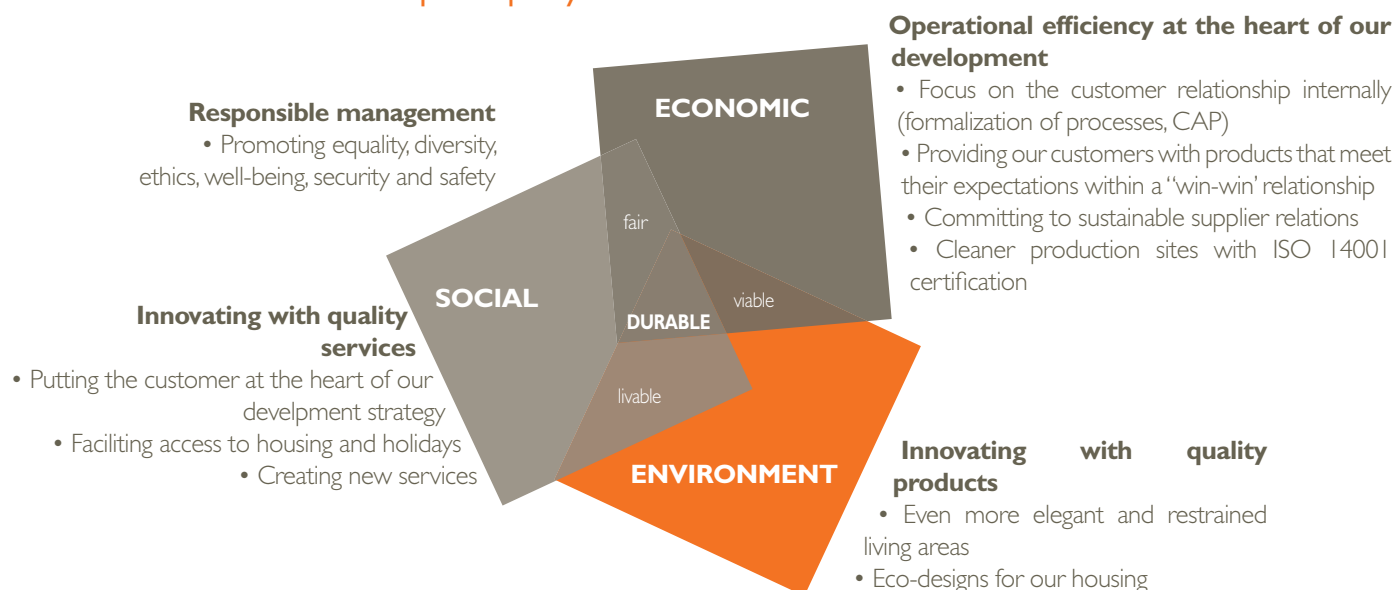 Responsible management
• Promoting equality, diversity,
ethics, well-being, security and safety
Innovating with quality
services
• Putting the customer at the heart of our
develpment strategy
• Faciliting access to housing and holidays
• Creating new services
ECONOMIC
fair
SOCIAL
viable
DURABLE
livable
ENVIRONMENT
Operational efficiency at the heart of our
development
• Focus on the customer relationship internally
(formalization of processes, CAP)
• Providing our customers with products that meet
their expectations within a “win-win’ relationship
• Committing to sustainable supplier relations
• Cleaner production sites with ISO 14001
certification
Innovating with quality
products
• Even more elegant and restrained
living areas
• Eco-designs for our housing